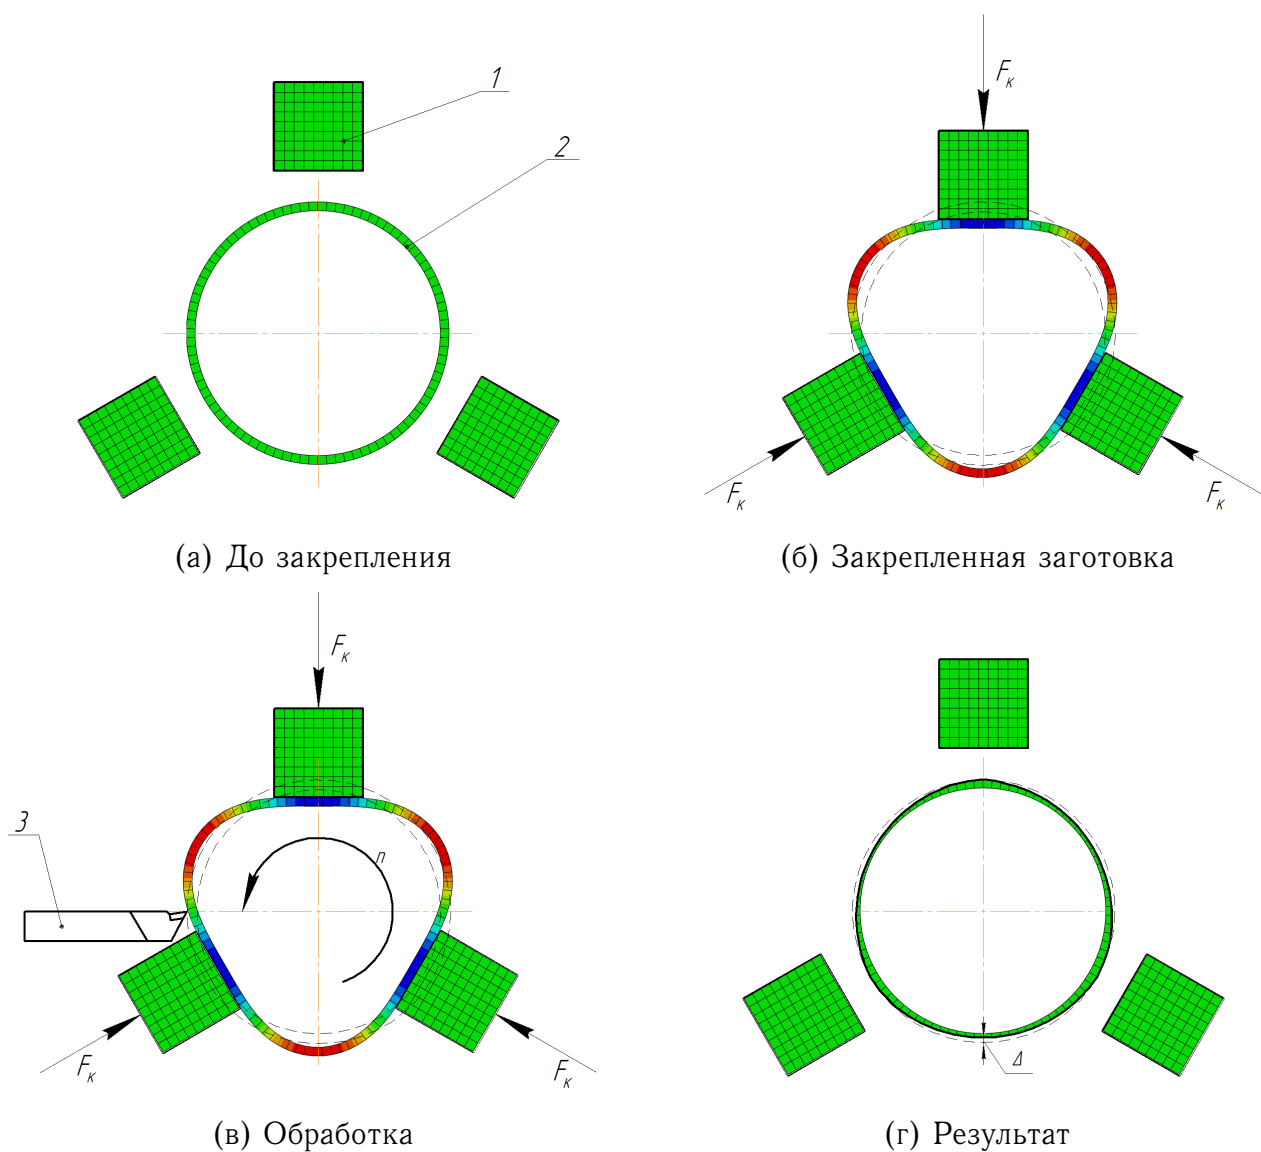 1
2
Fк
Fк
Fк
(а) До закрепления
(б) Закрепленная заготовка
Fк
n
3
Fк
Fк
Δ
(в) Обработка
(г) Результат